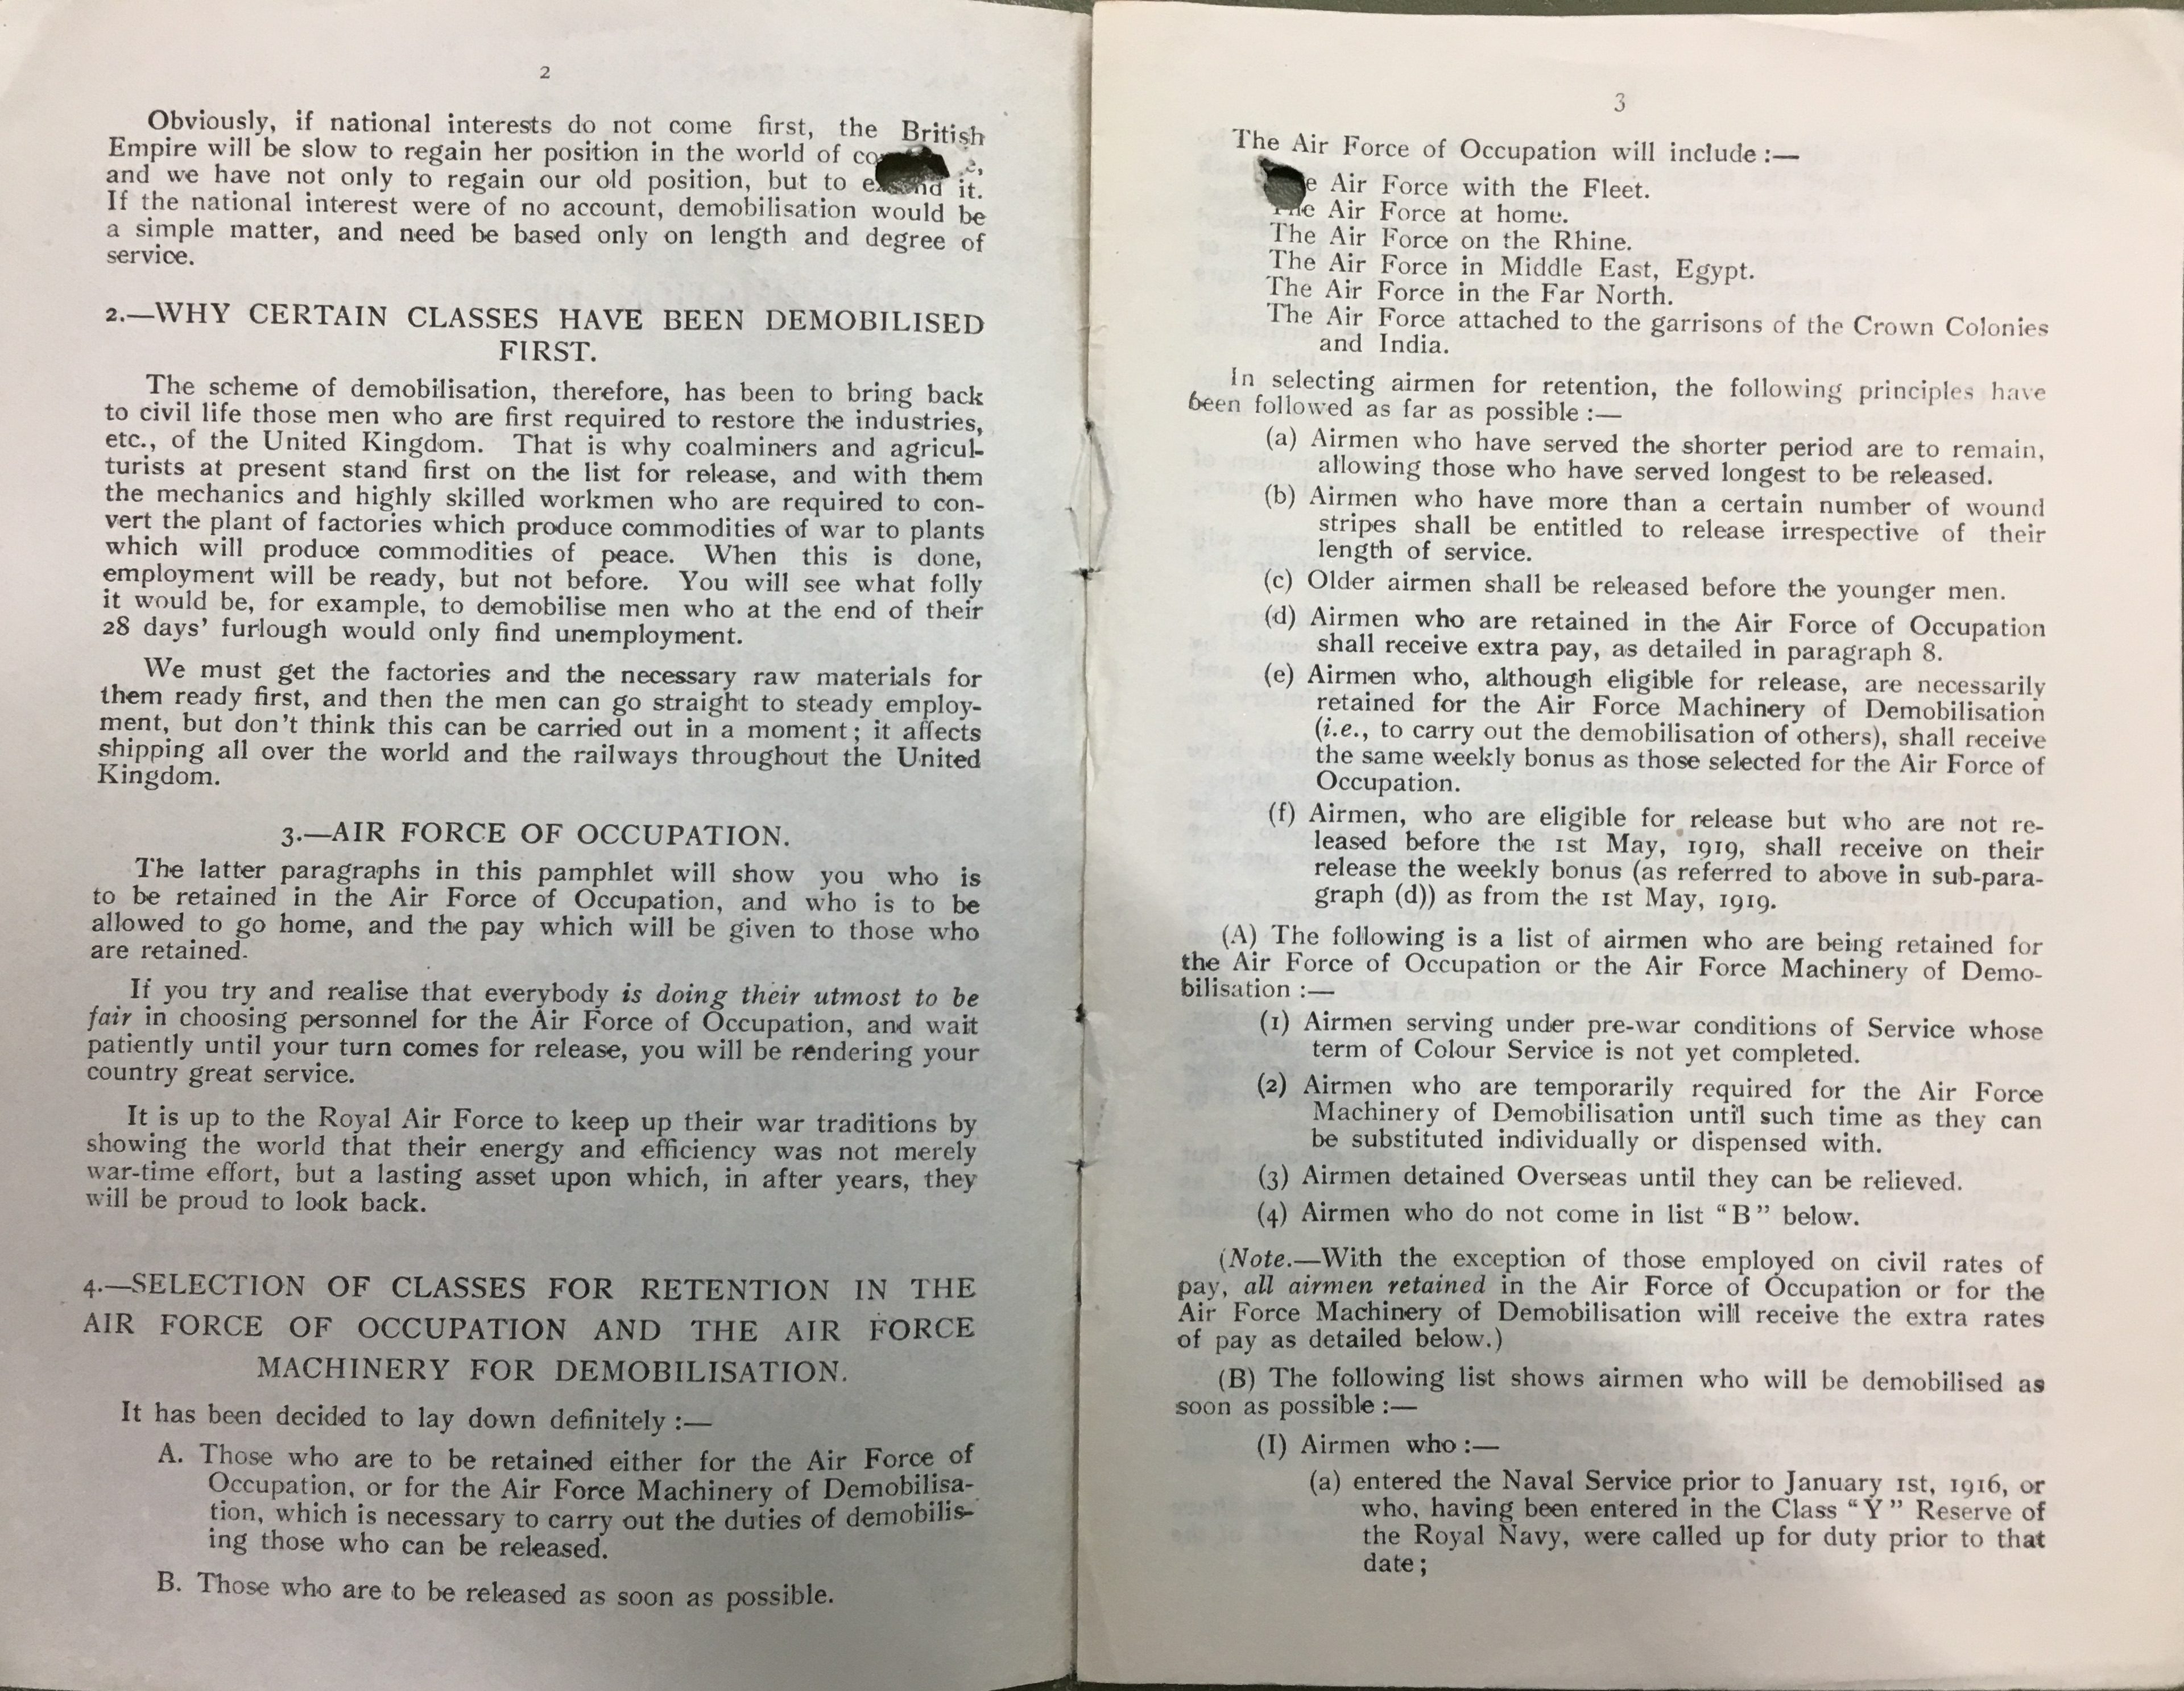 2
Obviously, if national interests do not come first, the British
Empire will be slow to regain her position in the world of
and we have not only to regain our old position, but to it.
If the national interest were of no account, demobilisation would be
a simple matter, and need be based only on length and degree of
service.
2.—WHY CERTAIN CLASSES HAVE BEEN DEMOBILISED
FIRST.
The scheme of demobilisation, therefore, has been to bring back
to civil life those men who are first required to restore the industries,
etc., of the United Kingdom. That is why coalminers and agricul-
turists at present stand first on the list for release, and with them
the mechanics and highly skilled workmen who are required to con-
vert the plant of factories which produce commodities of war to plants
which will produce commodities of peace. When this is done,
employment will be ready, but not before. You will see what folly
it would be, for example, to demobilise men who at the end of their
28 days' furlough would only find unemployment.
We must get the factories and the necessary raw materials for
them ready first, and then the men can go straight to steady employ-
ment, but don't think this can be carried out in a moment; it affects
shipping all over the world and the railways throughout the United
Kingdom.
3.—AIR FORCE OF OCCUPATION.
The latter paragraphs in this pamphlet will show you who is
to be retained in the Air Force of Occupation, and who is to be
allowed to go home, and the pay which will be given to those who
are retained.
If you try and realise that everybody is doing their utmost to be
fair in choosing personnel for the Air Force of Occupation, and wait
patiently until your turn comes for release, you will be rendering your
country great service.
It is up to the Royal Air Force to keep up their war traditions by
showing the world that their energy and efficiency was not merely
war-time effort, but a lasting asset upon which, in after years, they
will be proud to look back.
4.—SELECTION OF CLASSES FOR RETENTION IN THE
AIR FORCE OF OCCUPATION AND THE AIR FORCE
MACHINERY FOR DEMOBILISATION.
It has been decided to lay down definitely :—
A. Those who are to be retained either for the Air Force of
Occupation, or for the Air Force Machinery of Demobilisa-
tion, which is necessary to carry out the duties of demobilis-
ing those who can be released.
B. Those who are to be released as soon as possible.
3
The Air Force of Occupation will include :—
Air Force with the Fleet.
The Air Force at home.
The Air Force on the Rhine.
The Air Force in Middle East, Egypt.
The Air Force in the Far North.
The Air Force attached to the garrisons of the Crown Colonies
and India.
In selecting airmen for retention, the following principles have
been followed as far as possible :—
(a) Airmen who have served the shorter period are to remain,
allowing those who have served longest to be released.
(b) Airmen who have more than a certain number of wound
stripes shall be entitled to release irrespective of their
length of service.
(c) Older airmen shall be released before the younger men.
(d) Airmen who are retained in the Air Force of Occupation
shall receive extra pay, as detailed in paragraph 8.
(e) Airmen who, although eligible for release, are necessarily
retained for the Air Force Machinery of Demobilisation
(i.e., to carry out the demobilisation of others), shall receive
the same weekly bonus as those selected for the Air Force of
Occupation.
(f) Airmen, who are eligible for release but who are not re-
leased before the 1st May, 1919, shall receive on their
release the weekly bonus (as referred to above in sub-para-
graph (d)) as from the 1st May, 1919.
(A) The following is a list of airmen who are being retained for
the Air Force of Occupation or the Air Force Machinery of Demo-
bilisation :—
(1) Airmen serving under pre-war conditions of Service whose
term of Colour Service is not yet completed.
(2) Airmen who are temporarily required for the Air Force
Machinery of Demobilisation until such time as they can
be substituted individually or dispensed with.
(3) Airmen detained Overseas until they can be relieved.
(4) Airmen who do not come in list "B" below.
(Note.—With the exception of those employed on civil rates of
pay, all airmen retained in the Air Force of Occupation or for the
Air Force Machinery of Demobilisation will receive the extra rates
of pay as detailed below.)
(B) The following list shows airmen who will be demobilised as
soon as possible :—
(I) Airmen who :—
(a) entered the Naval Service prior to January 1st, 1916, or
who, having been entered in the Class "Y" Reserve of
the Royal Navy, were called up for duty prior to that
date;